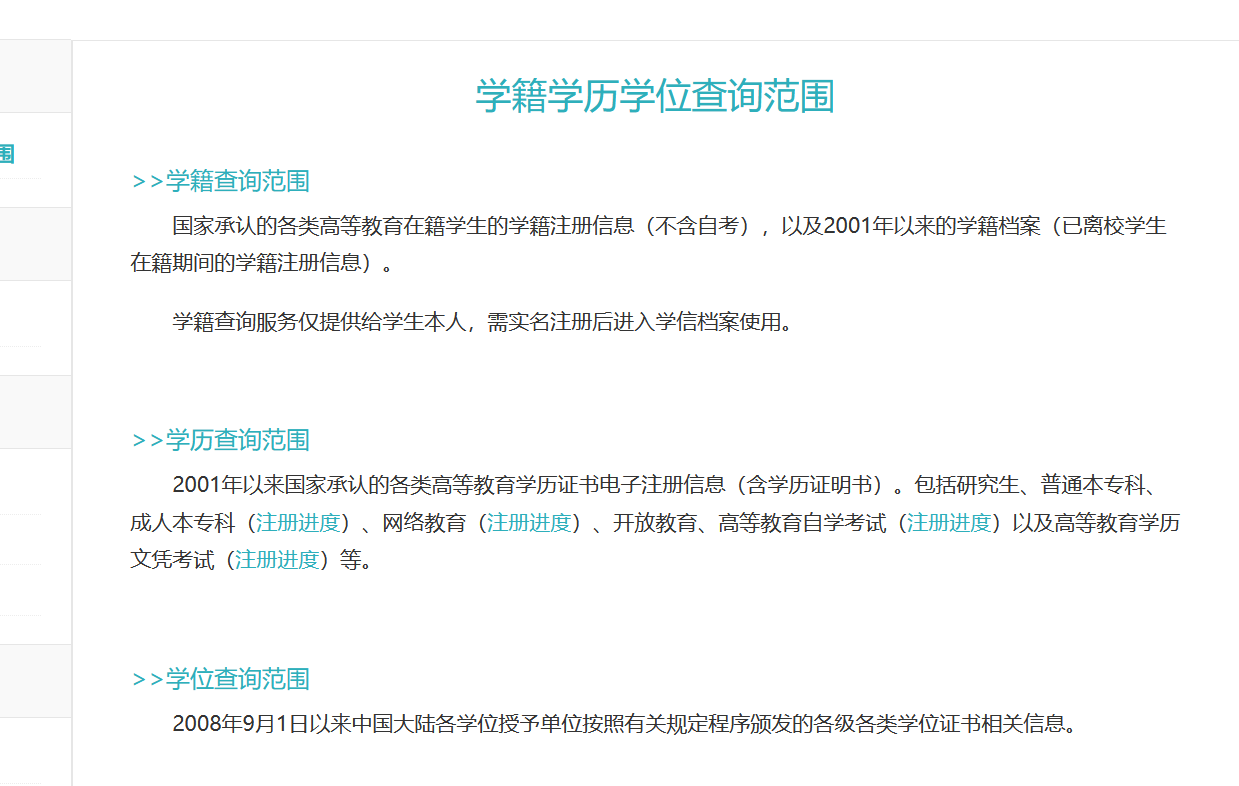 学籍学历学位查询范围
围
>>学籍查询范围
国家承认的各类高等教育在籍学生的学籍注册信息（不含自考），以及2001年以来的学籍档案（已离校学生
在籍期间的学籍注册信息）。
学籍查询服务仅提供给学生本人，需实名注册后进入学信档案使用。
>>学历查询范围
2001年以来国家承认的各类高等教育学历证书电子注册信息（含学历证明书）。包括研究生、普通本专科、
成人本专科（注册进度）、网络教育（注册进度）、开放教育、高等教育自学考试（注册进度）以及高等教育学历
文凭考试（注册进度）等。
>>学位查询范围
2008年9月1日以来中国大陆各学位授予单位按照有关规定程序颁发的各级各类学位证书相关信息。